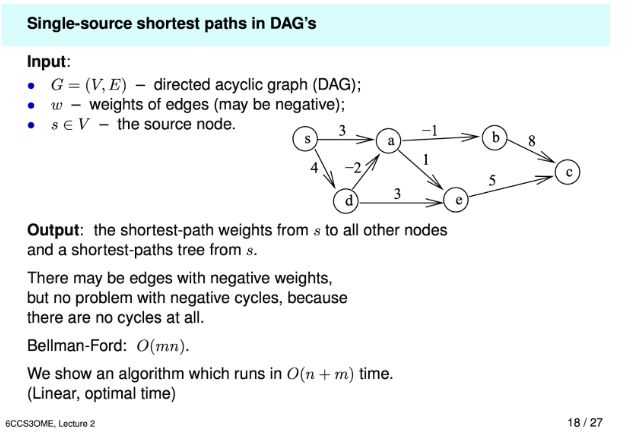 Single-source shortest paths in DAG's
Input:
• G = (V, E) − directed acyclic graph (DAG);
• w − weights of edges (may be negative);
• s ∈ V − the source node.
s 3 a −1 b 8
4 −2 1 c
d 3 e 5
Output: the shortest-path weights from s to all other nodes
and a shortest-paths tree from s.
There may be edges with negative weights,
but no problem with negative cycles, because
there are no cycles at all.
Bellman-Ford: O(mn).
We show an algorithm which runs in O(n + m) time.
(Linear, optimal time)
6CCS3OME, Lecture 2
18 / 27